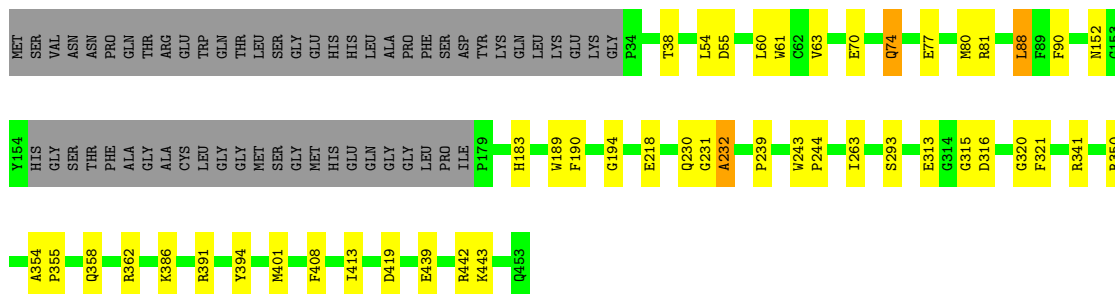 MET SER VAL ASN ASN PRO GLN THR ARG GLU TRP GLN THR LEU SER GLY GLU HIS HIS LEU ALA PRO PHE SER ASP TYR LYS GLN LEU LYS GLU LYS GLY P34 T38 L54 D55 L60 W61 C62 V63 E70 Q74 E77 M80 R81 L88 F89 F90 N152
Y154 HIS GLY SER THR PHE ALA GLY ALA CYS LEU GLY GLY MET SER GLY MET HIS GLU GLN GLY GLY LEU PRO ILE P179 H183 W189 F190 G194 E218 Q230 G231 A232 P239 W243 P244 I263 S293 E313 G314 G315 D316 G320 F321 R341
A354 P355 Q358 R362 K386 R391 Y394 M401 F408 I413 D419 E439 R442 K443 Q453